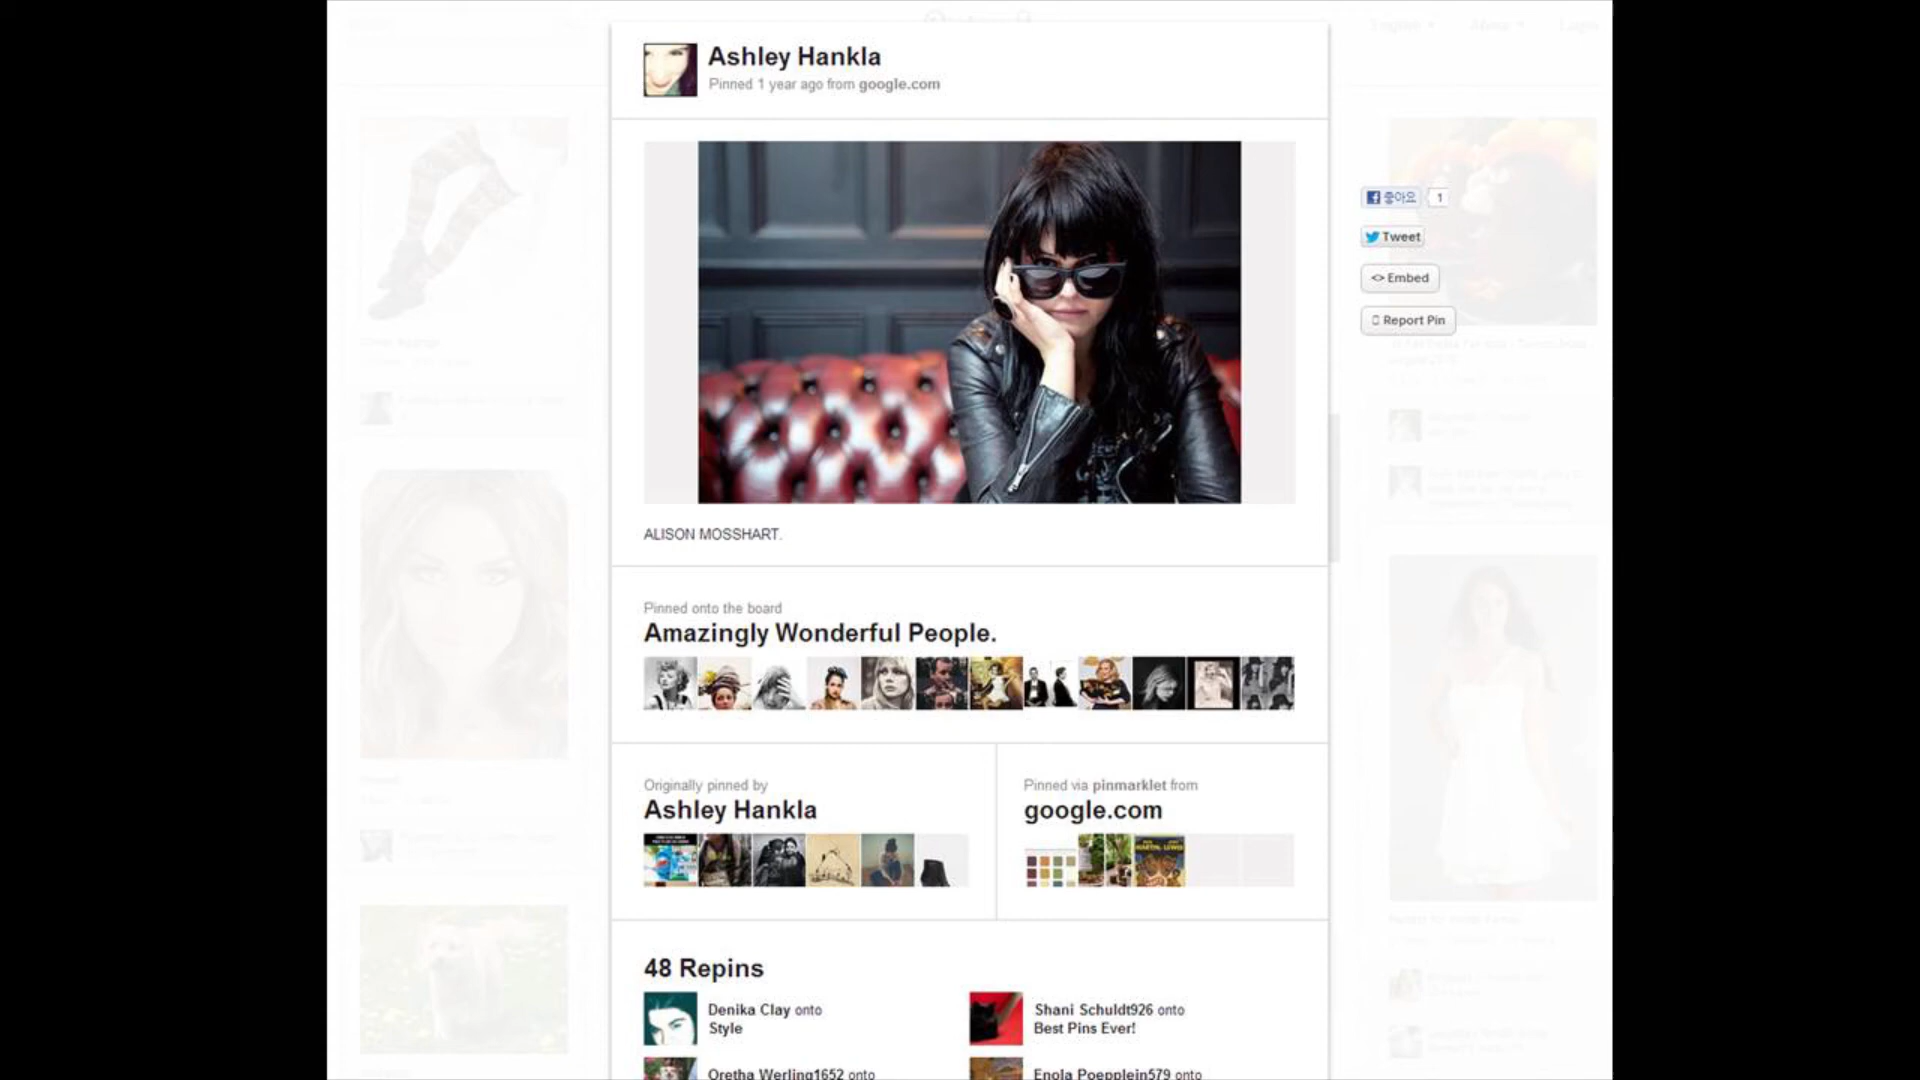 Ashley Hankla
Pinned 1 year ago from google.com
좋아요 1
Tweet
<> Embed
Report Pin
ALISON MOSSHART.
Pinned onto the board
Amazingly Wonderful People.
Originally pinned by
Ashley Hankla
Pinned via pinmarklet from
google.com
48 Repins
Denika Clay onto
Style
Shani Schuldt926 onto
Best Pins Ever!
Oretha Werling1652 onto
Enola Poepplein579 onto